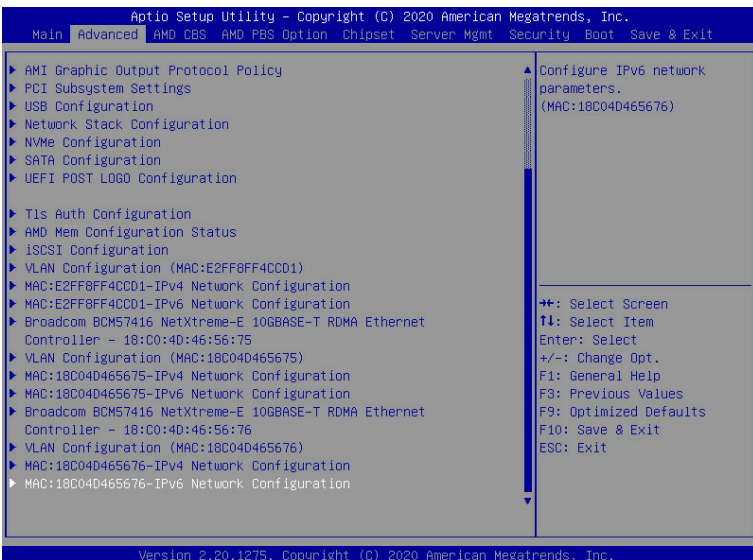 Aptio Setup Utility – Copyright (C) 2020 American Megatrends, Inc.
Main Advanced AMD CBS AMD PBS Option Chipset Server Mgmt Security Boot Save & Exit
▶ AMI Graphic Output Protocol Policy
▶ PCI Subsystem Settings
▶ USB Configuration
▶ Network Stack Configuration
▶ NVMe Configuration
▶ SATA Configuration
▶ UEFI POST LOGO Configuration
▶ Tls Auth Configuration
▶ AMD Mem Configuration Status
▶ iSCSI Configuration
▶ VLAN Configuration (MAC:E2FF8FF4CCD1)
▶ MAC:E2FF8FF4CCD1-IPv4 Network Configuration
▶ MAC:E2FF8FF4CCD1-IPv6 Network Configuration
▶ Broadcom BCM57416 NetXtreme-E 10GBASE-T RDMA Ethernet
Controller – 18:C0:4D:46:56:75
▶ VLAN Configuration (MAC:18C04D465675)
▶ MAC:18C04D465675-IPv4 Network Configuration
▶ MAC:18C04D465675-IPv6 Network Configuration
▶ Broadcom BCM57416 NetXtreme-E 10GBASE-T RDMA Ethernet
Controller – 18:C0:4D:46:56:76
▶ VLAN Configuration (MAC:18C04D465676)
▶ MAC:18C04D465676-IPv4 Network Configuration
▶ MAC:18C04D465676-IPv6 Network Configuration
Configure IPv6 network
parameters.
(MAC:18C04D465676)
→←: Select Screen
↑↓: Select Item
Enter: Select
+/-: Change Opt.
F1: General Help
F3: Previous Values
F9: Optimized Defaults
F10: Save & Exit
ESC: Exit
Version 2.20.1275. Copyright (C) 2020 American Megatrends, Inc.